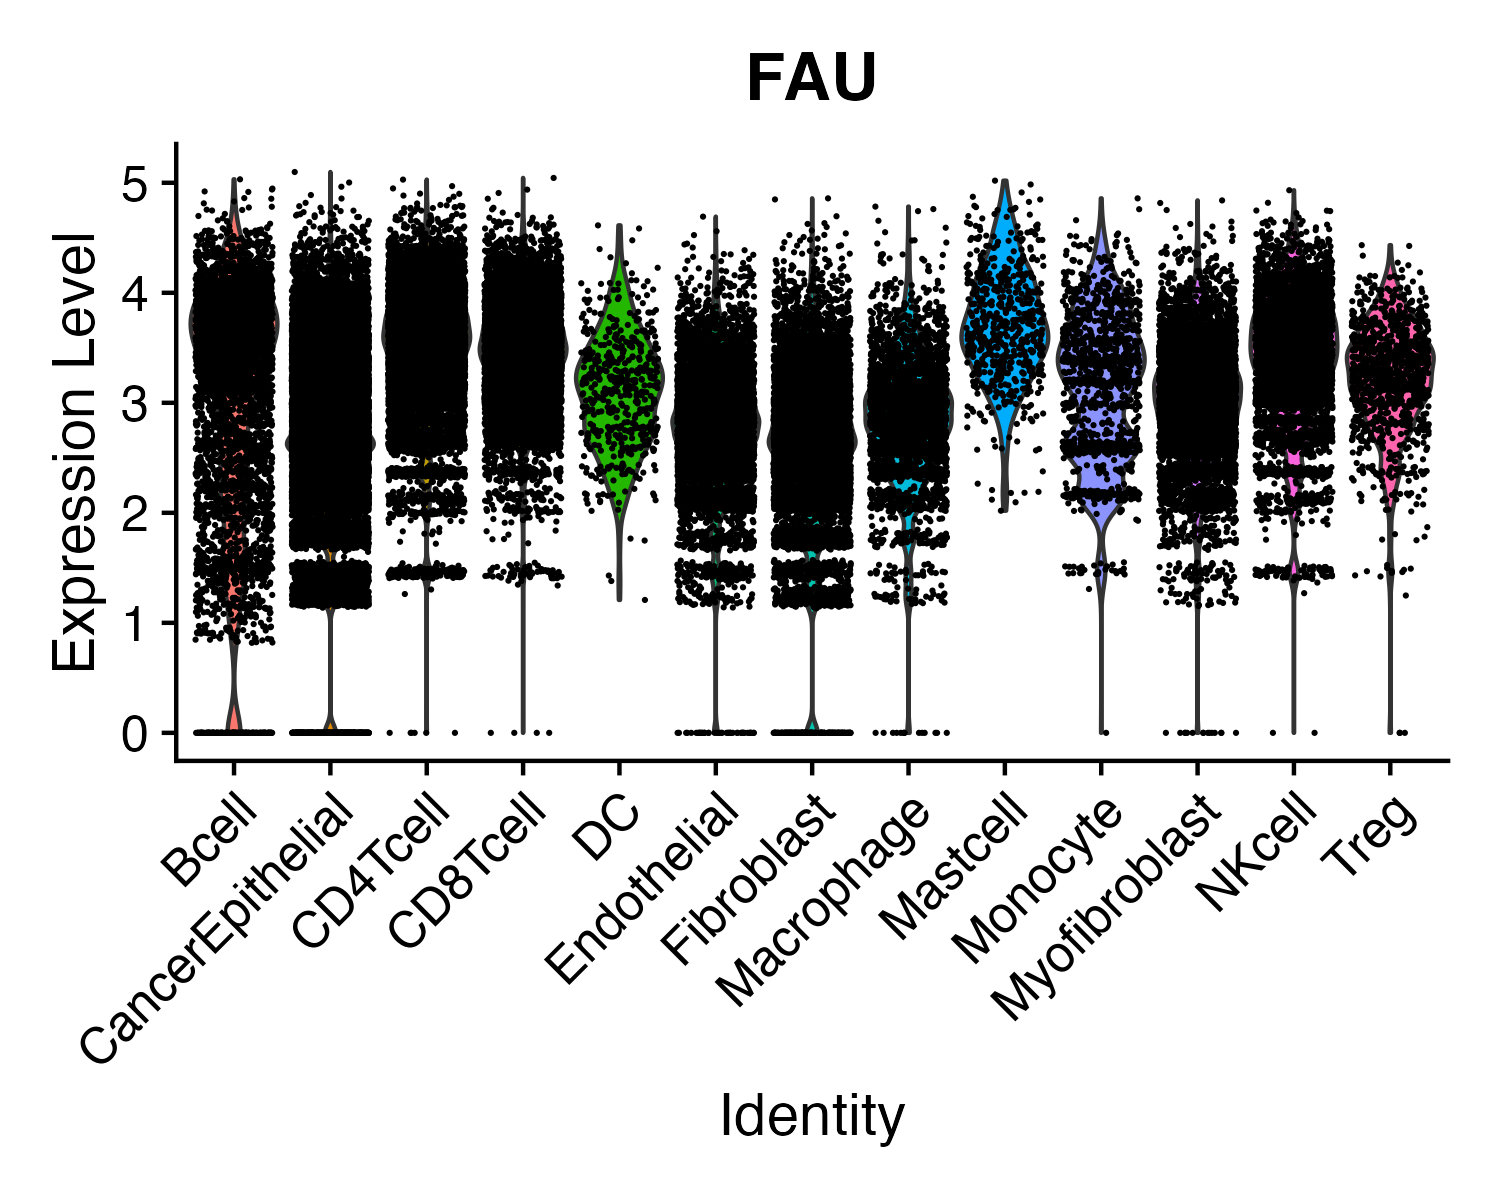 FAU
Expression Level
5
4
3
2
1
0
Bcell
CancerEpithelial
CD4Tcell
CD8Tcell
DC
Endothelial
Fibroblast
Macrophage
Mastcell
Monocyte
Myofibroblast
NKcell
Treg
Identity